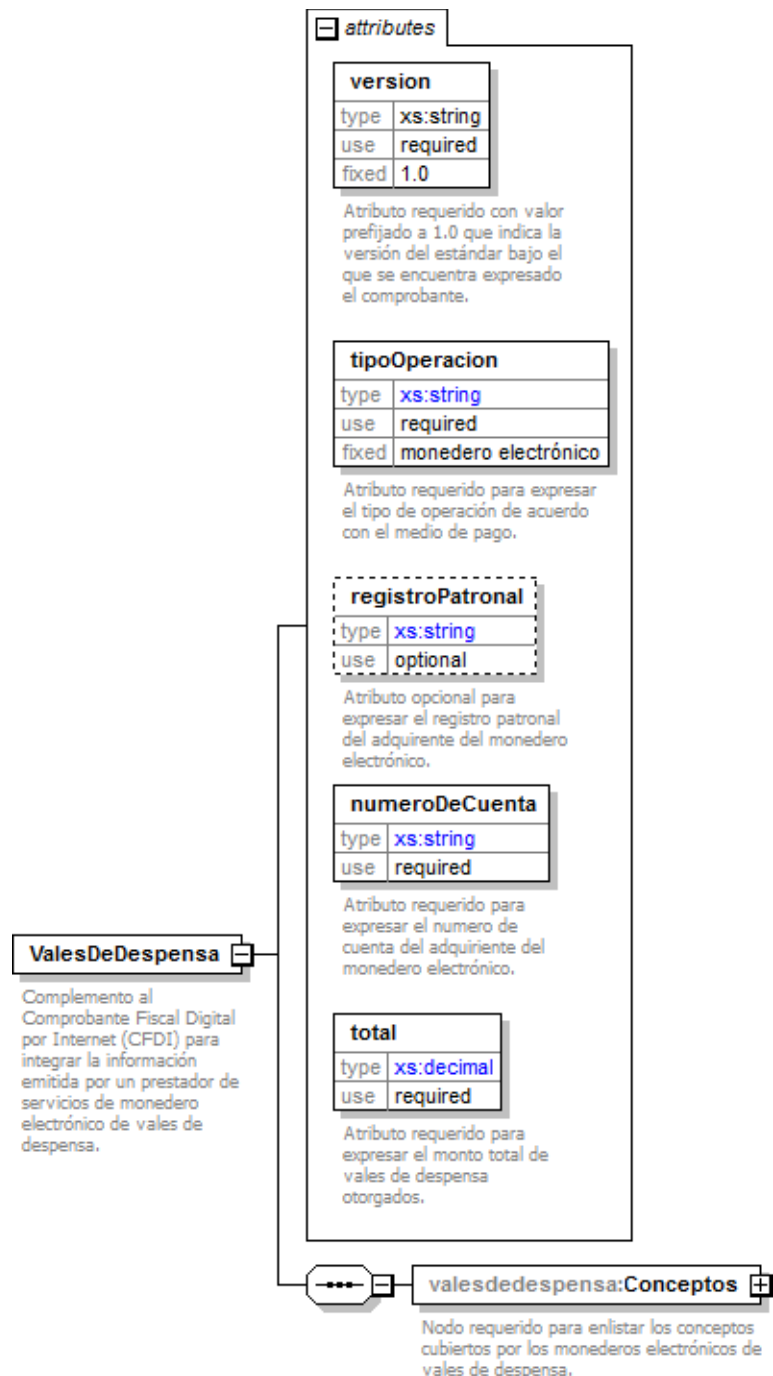 attributes
version
type xs:string
use required
fixed 1.0
Atributo requerido con valor
prefijado a 1.0 que indica la
versión del estándar bajo el
que se encuentra expresado
el comprobante.
tipoOperacion
type xs:string
use required
fixed monedero electrónico
Atributo requerido para expresar
el tipo de operación de acuerdo
con el medio de pago.
registroPatronal
type xs:string
use optional
Atributo opcional para
expresar el registro patronal
del adquirente del monedero
electrónico.
numeroDeCuenta
type xs:string
use required
Atributo requerido para
expresar el numero de
cuenta del adquiriente del
monedero electrónico.
ValesDeDespensa
Complemento al
Comprobante Fiscal Digital
por Internet (CFDI) para
integrar la información
emitida por un prestador de
servicios de monedero
electrónico de vales de
despensa.
total
type xs:decimal
use required
Atributo requerido para
expresar el monto total de
vales de despensa
otorgados.
valesdedespensa:Conceptos
Nodo requerido para enlistar los conceptos
cubiertos por los monederos electrónicos de
vales de despensa.